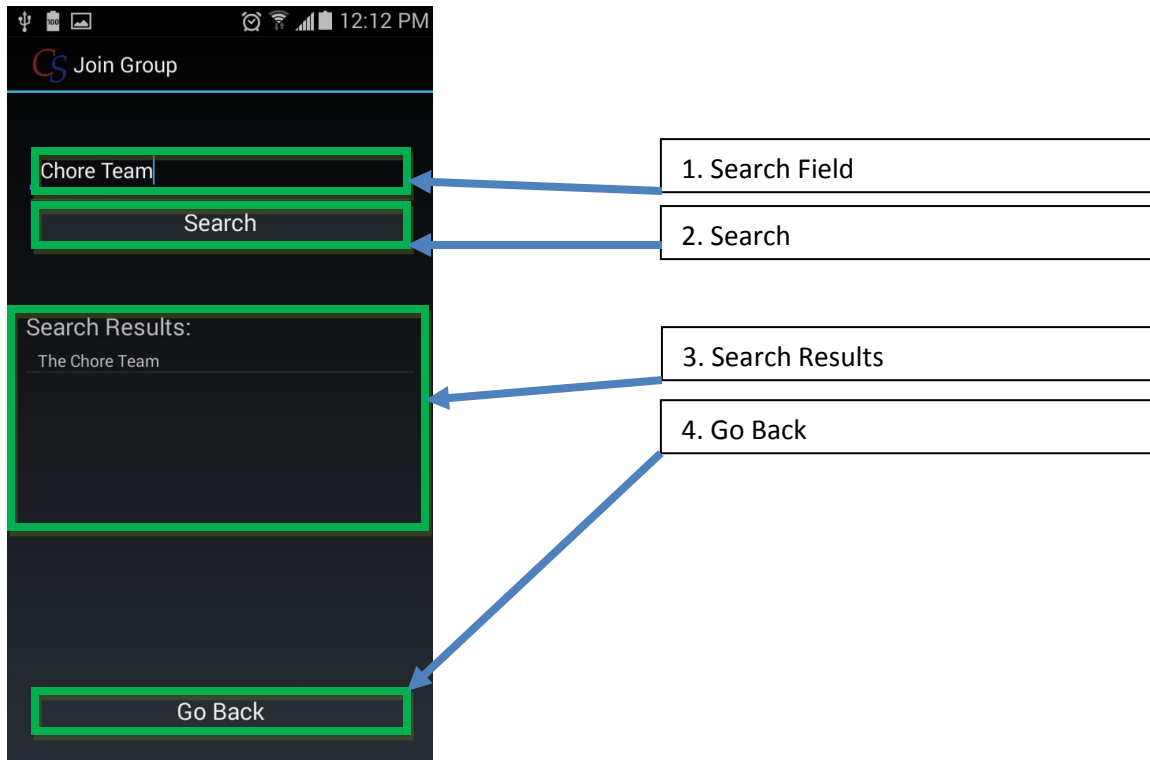 100
12:12 PM
CS Join Group
Chore Team
Search
Search Results:
The Chore Team
Go Back
1. Search Field
2. Search
3. Search Results
4. Go Back